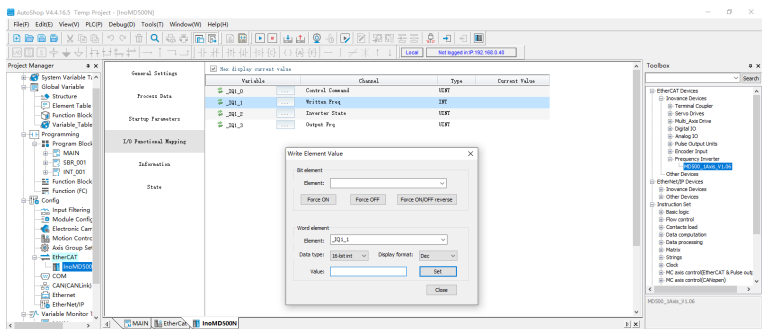 AutoShop V4.4.16.5 Temp Project - [InoMD500N]
File(F) Edit(E) View(V) PLC(P) Debug(D) Tools(T) Window(W) Help(H)
Local
Not logged in:IP:192.168.0.40
Project Manager
System Variable Ta
Global Variable
Structure
Element Table
Function Block
Variable_Table
Programming
Program Block
MAIN
SBR_001
INT_001
Function Block
Function (FC)
Config
Input Filtering
Module Config
Electronic Cam
Motion Contro
Axis Group Set
EtherCAT
InoMD500
COM
CAN(CANLink)
Ethernet
EtherNet/IP
Variable Monitor T
General Settings
Process Data
Startup Parameters
I/O Functional Mapping
Information
State
Hex display current value
Variable Channel Type Current Value
_IQ1_0 ... Control Command UINT
_IQ1_1 ... Written Freq INT
_IQ1_2 ... Inverter State UINT
_IQ1_3 ... Output Freq UINT
Write Element Value
Bit element
Element:
Force ON Force OFF Force ON/OFF reverse
Word element
Element: _IQ1_1
Data type: 16-bit int Display format: Dec
Value: Set
Close
Toolbox
Search
EtherCAT Devices
Inovance Devices
Terminal Coupler
Servo Drives
Multi_Axis Drive
Digital IO
Analog IO
Pulse Output Units
Encoder Input
Frequency Inverter
MD500_1Axis_V1.06
Other Devices
EtherNet/IP Devices
Inovance Devices
Other Devices
Instruction Set
Basic logic
Flow control
Contacts load
Data computation
Data processing
Matrix
Strings
Clock
MC axis control(EtherCAT & Pulse outp
MC axis control(CANopen)
MD500_1Axis_V1.06
MAIN EtherCat InoMD500N